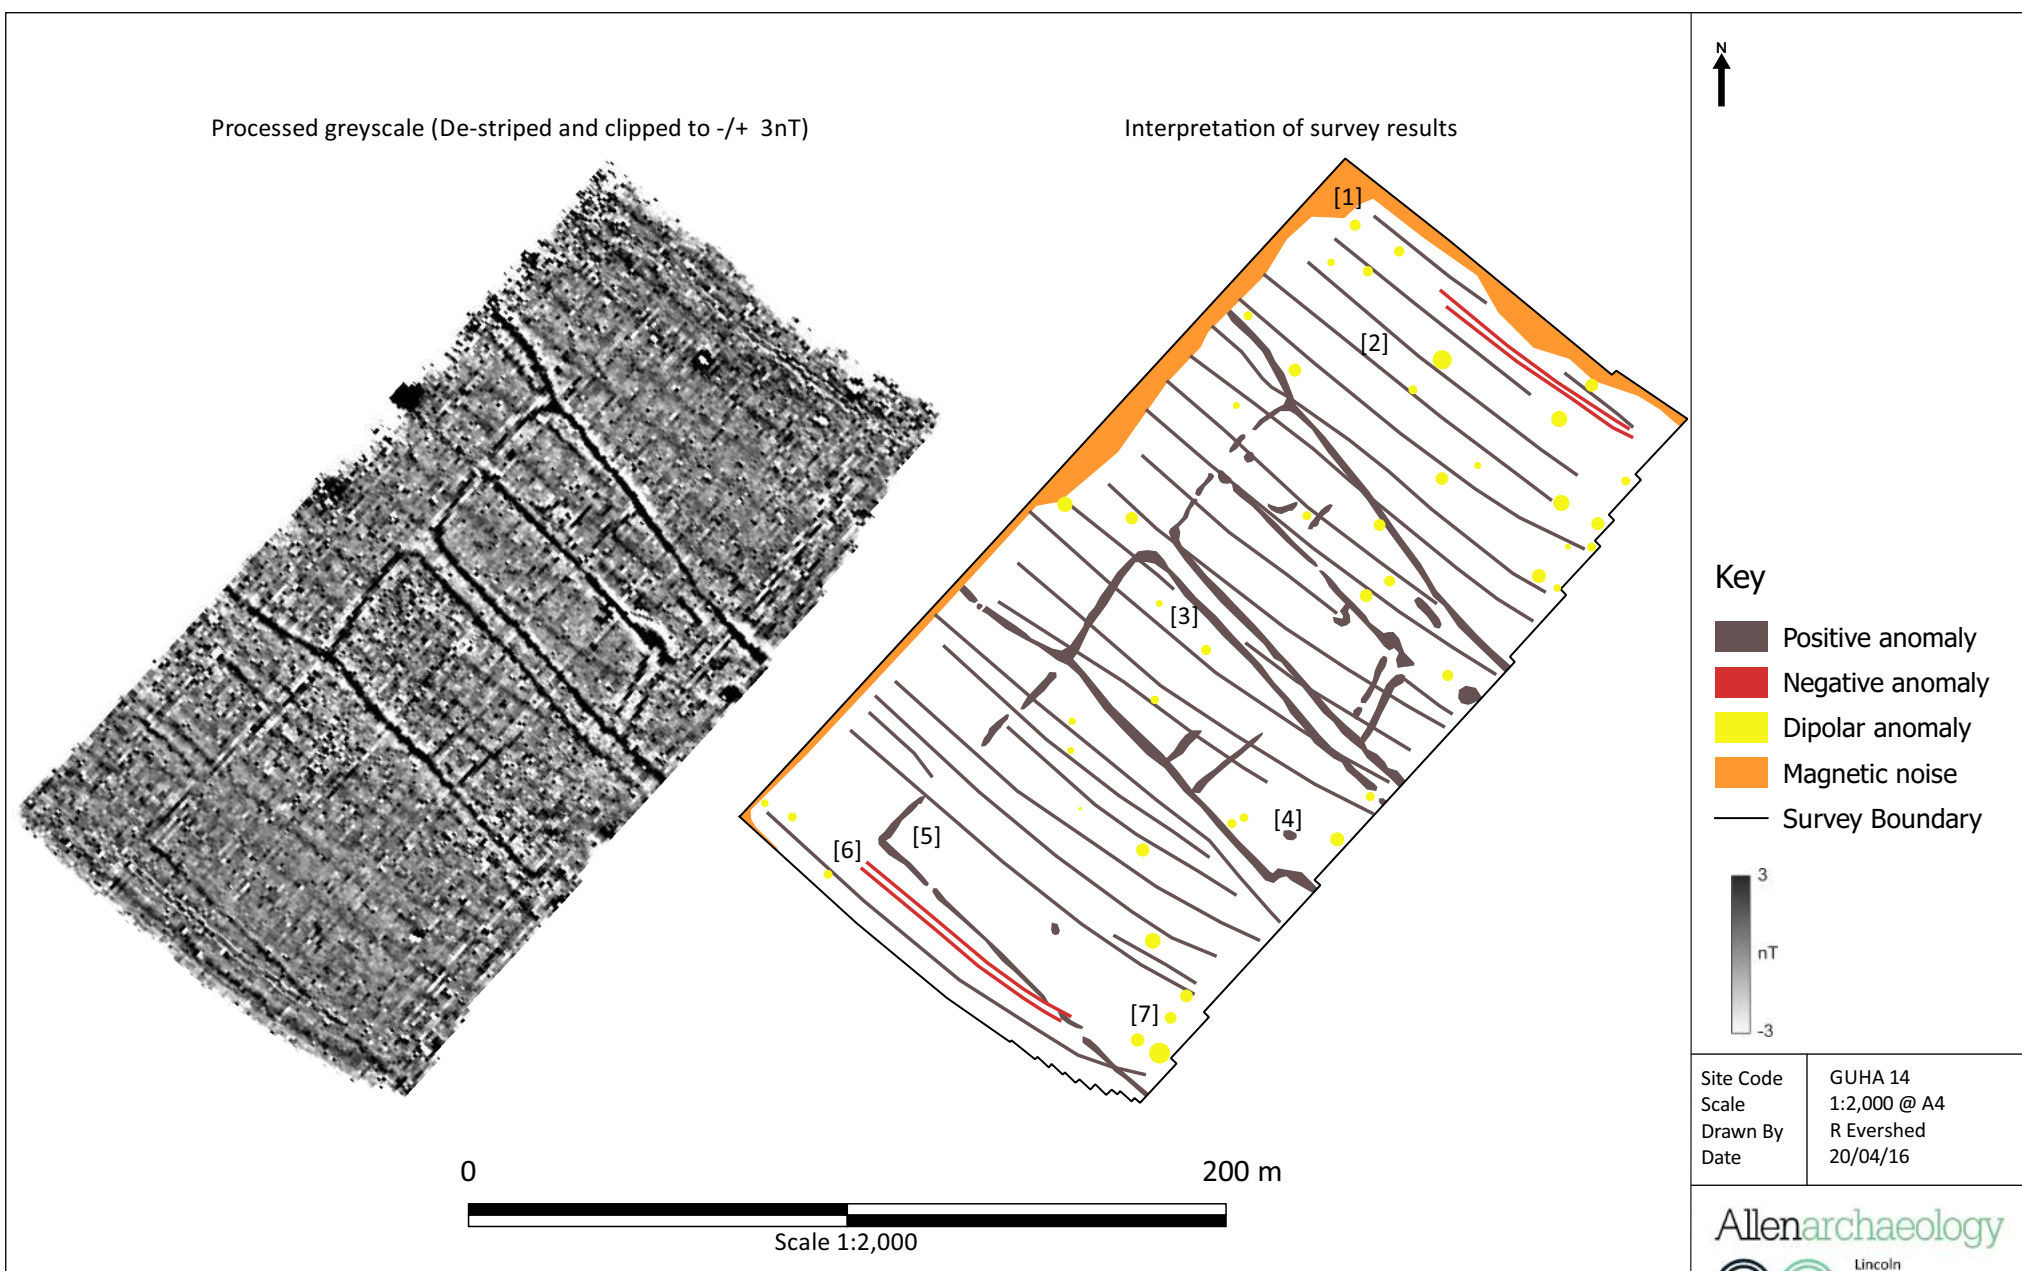 N
Processed greyscale (De-striped and clipped to -/+ 3nT)
Interpretation of survey results
[1]
[2]
[3]
[4]
[5]
[6]
[7]
Key
Positive anomaly
Negative anomaly
Dipolar anomaly
Magnetic noise
Survey Boundary
3
nT
-3
0
200 m
Scale 1:2,000
Site Code GUHA 14
Scale 1:2,000 @ A4
Drawn By R Evershed
Date 20/04/16
Allenarchaeology
Lincoln